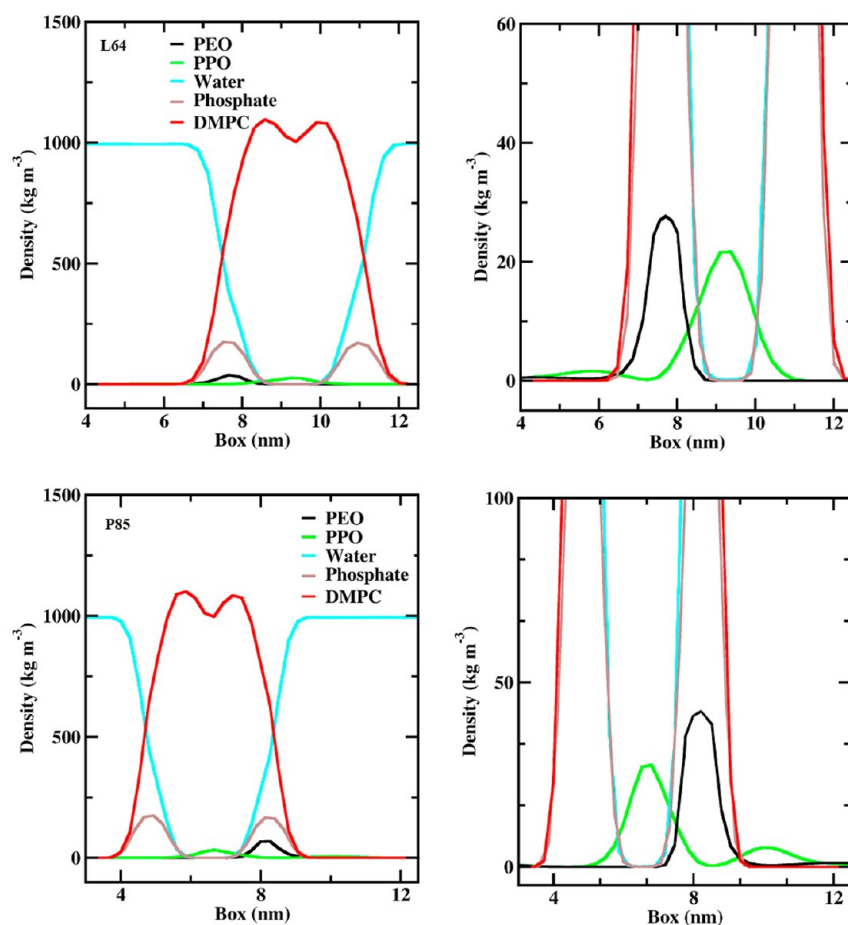 1500
L64
PEO
PPO
Water
Phosphate
DMPC
1000
500
0
Density (kg m⁻³)
4 6 8 10 12
Box (nm)
60
40
20
0
Density (kg m⁻³)
4 6 8 10 12
Box (nm)
1500
P85
PEO
PPO
Water
Phosphate
DMPC
1000
500
0
Density (kg m⁻³)
4 8 12
Box (nm)
100
50
0
Density (kg m⁻³)
4 8 12
Box (nm)